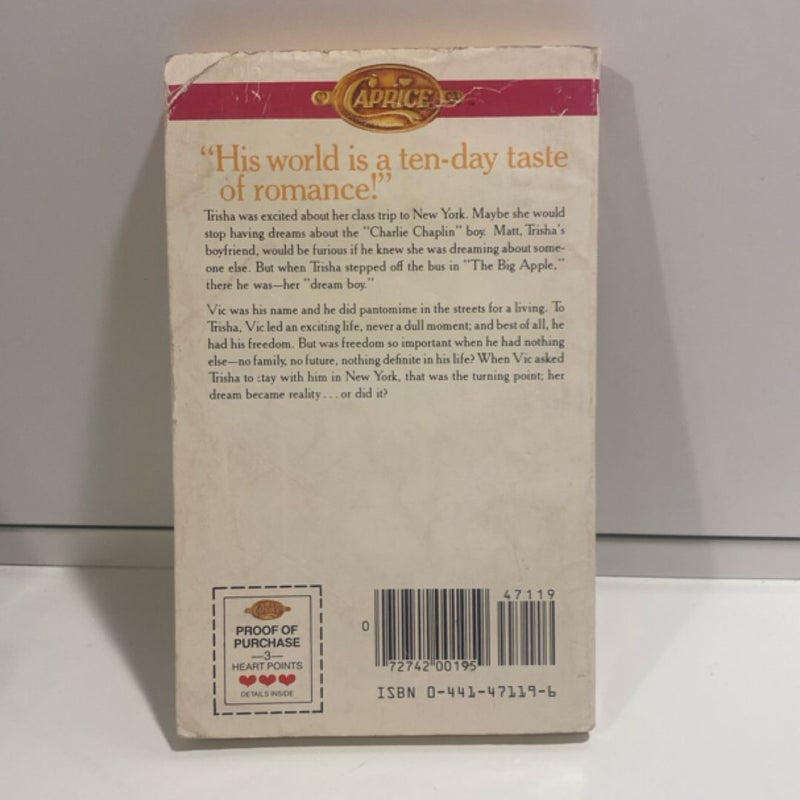 CAPRICE
“His world is a ten-day taste
of romance!”
Trisha was excited about her class trip to New York. Maybe she would
stop having dreams about the "Charlie Chaplin" boy. Matt, Trisha's
boyfriend, would be furious if he knew she was dreaming about some-
one else. But when Trisha stepped off the bus in "The Big Apple,"
there he was—her "dream boy."
Vic was his name and he did pantomime in the streets for a living. To
Trisha, Vic led an exciting life, never a dull moment; and best of all, he
had his freedom. But was freedom so important when he had nothing
else—no family, no future, nothing definite in his life? When Vic asked
Trisha to stay with him in New York, that was the turning point; her
dream became reality . . . or did it?
PROOF OF
PURCHASE
—3—
HEART POINTS
DETAILS INSIDE
47119
0
72742 00195
ISBN 0-441-47119-6